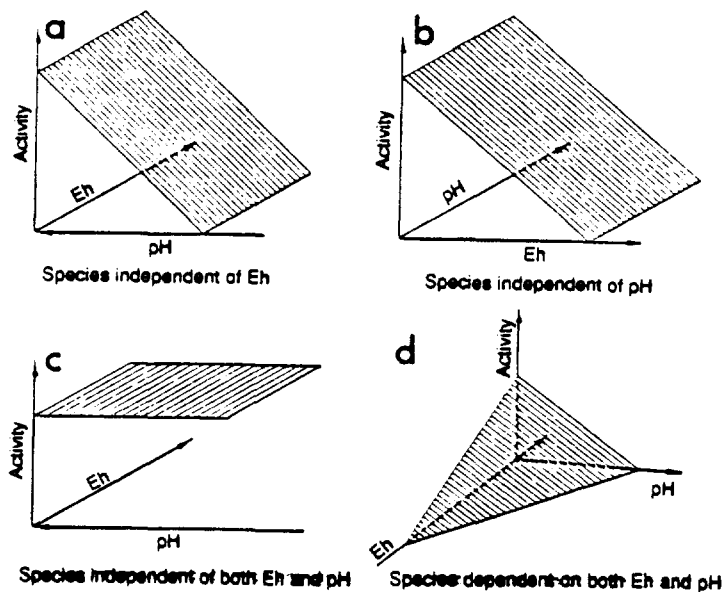 a
Activity
Eh
pH
Species independent of Eh
b
Activity
pH
Eh
Species independent of pH
c
Activity
Eh
pH
Species independent of both Eh and pH
d
Activity
pH
Eh
Species dependent on both Eh and pH